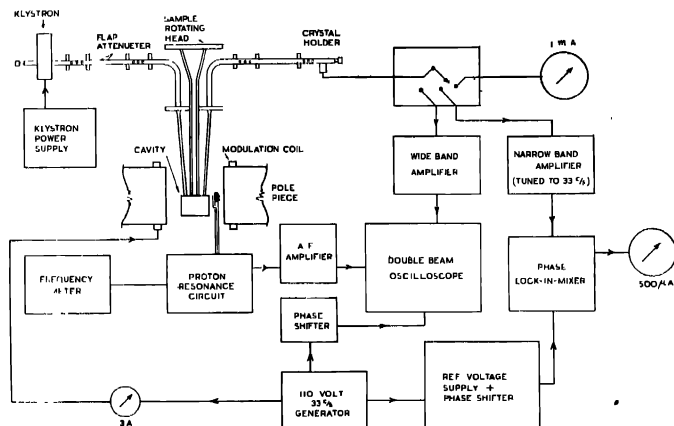 KLYSTRON
FLAP
ATTENUETER
SAMPLE
ROTATING
HEAD
CRYSTAL
HOLDER
1 mA
KLYSTRON
POWER
SUPPLY
CAVITY
MODULATION COIL
POLE
PIECE
WIDE BAND
AMPLIFIER
NARROW BAND
AMPLIFIER
(TUNED TO 33 c/s)
FREQUENCY
METER
PROTON
RESONANCE
CIRCUIT
A F
AMPLIFIER
DOUBLE BEAM
OSCILLOSCOPE
PHASE
LOCK-IN-MIXER
500/μA
PHASE
SHIFTER
3A
110 VOLT
33 c/s
GENERATOR
REF VOLTAGE
SUPPLY +
PHASE SHIFTER